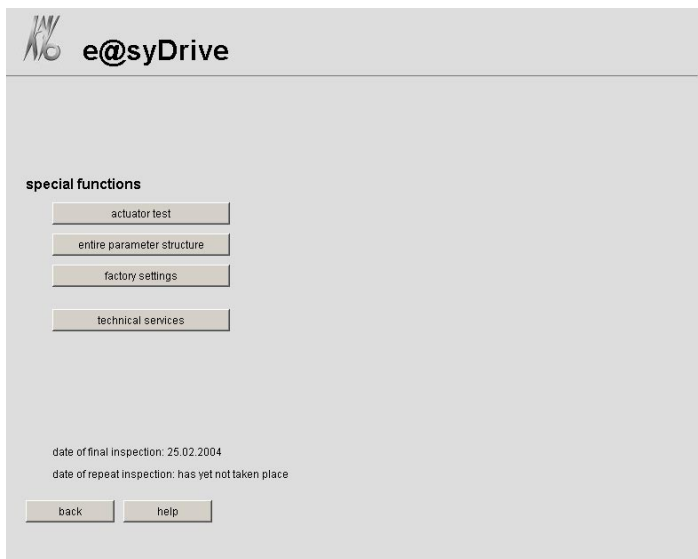 e@syDrive
special functions
actuator test
entire parameter structure
factory settings
technical services
date of final inspection: 25.02.2004
date of repeat inspection: has yet not taken place
back
help